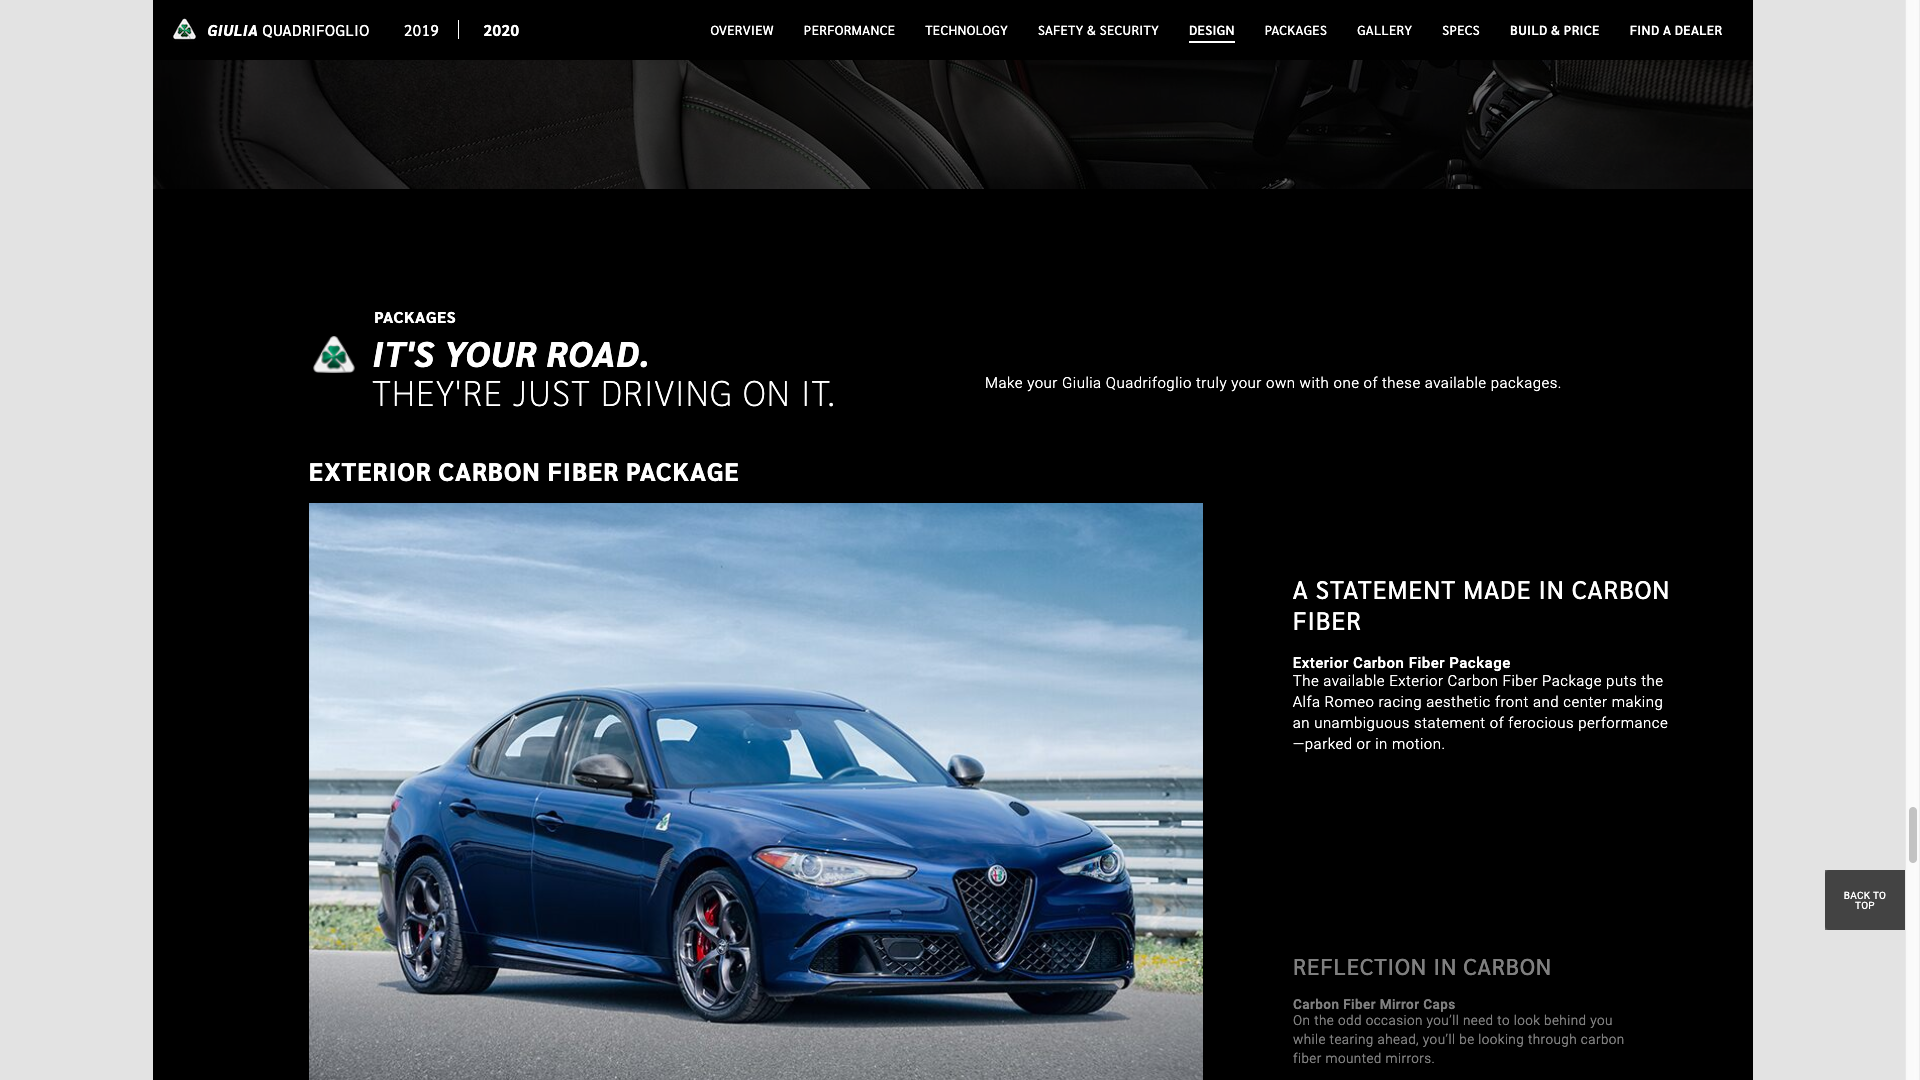 GIULIA QUADRIFOGLIO 2019 2020 OVERVIEW PERFORMANCE TECHNOLOGY SAFETY & SECURITY DESIGN PACKAGES GALLERY SPECS BUILD & PRICE FIND A DEALER
PACKAGES
IT'S YOUR ROAD.
THEY'RE JUST DRIVING ON IT.
Make your Giulia Quadrifoglio truly your own with one of these available packages.
EXTERIOR CARBON FIBER PACKAGE
A STATEMENT MADE IN CARBON
FIBER
Exterior Carbon Fiber Package
The available Exterior Carbon Fiber Package puts the
Alfa Romeo racing aesthetic front and center making
an unambiguous statement of ferocious performance
—parked or in motion.
BACK TO
TOP
REFLECTION IN CARBON
Carbon Fiber Mirror Caps
On the odd occasion you’ll need to look behind you
while tearing ahead, you’ll be looking through carbon
fiber mounted mirrors.